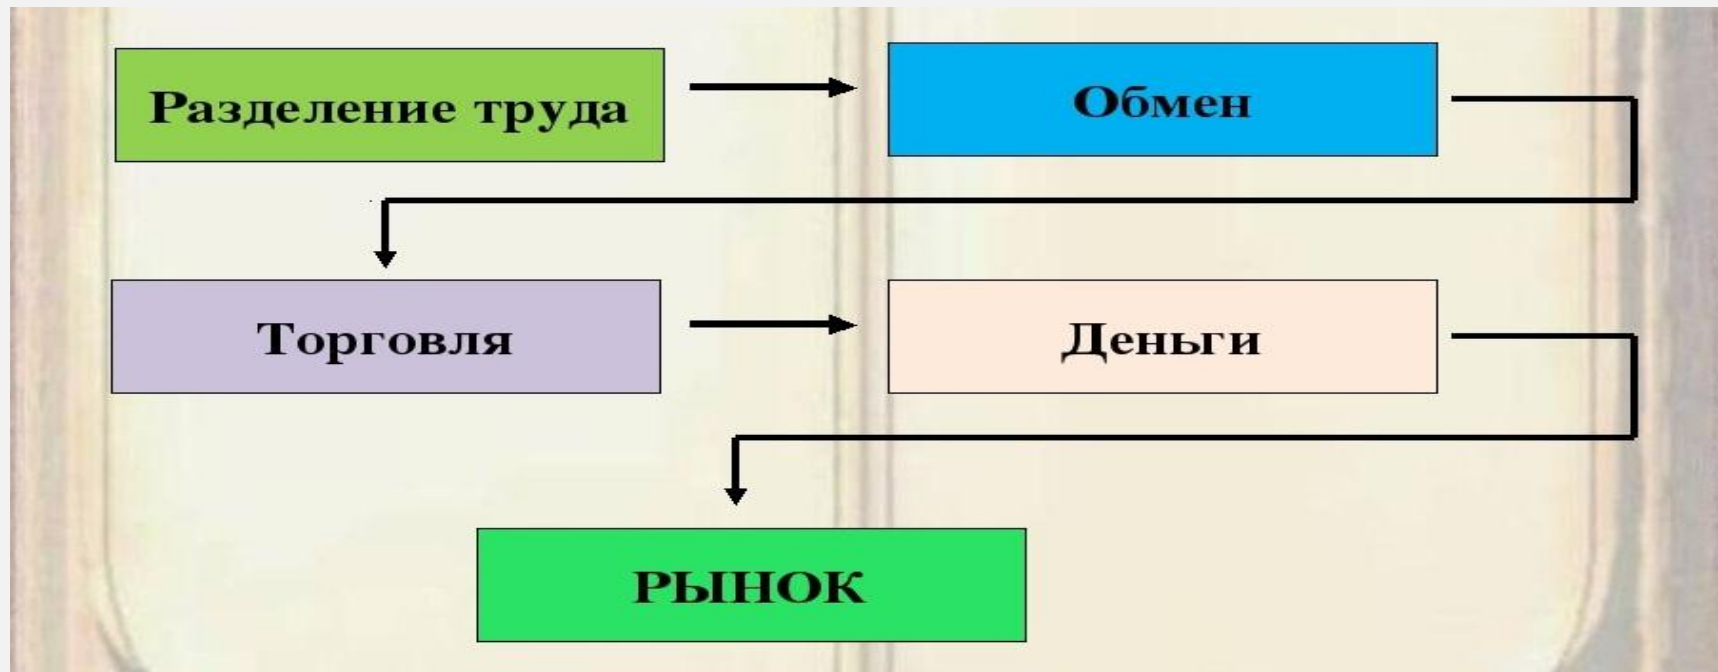 Разделение труда
Обмен
Торговля
Деньги
РЫНОК